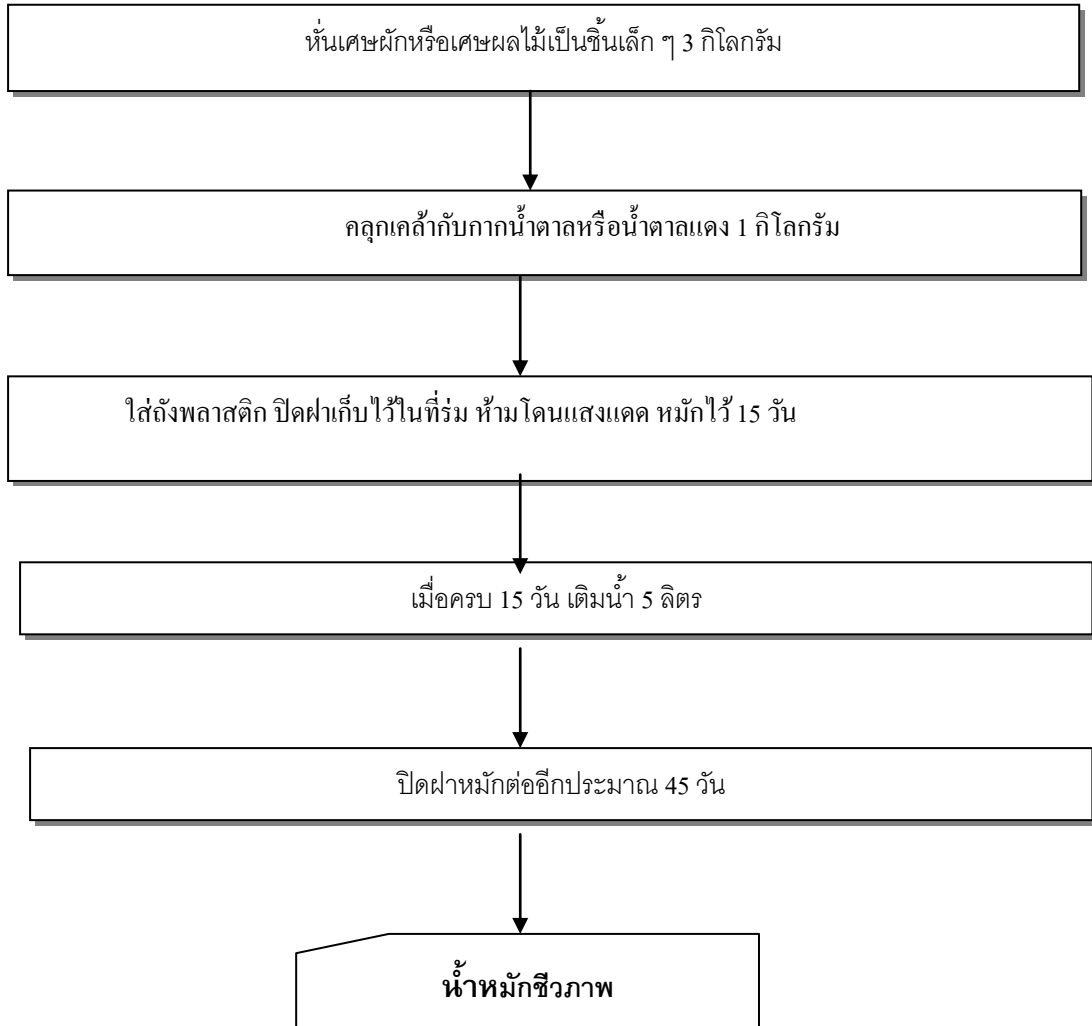 หั่นเศษผักหรือเศษผลไม้เป็นชิ้นเล็ก ๆ 3 กิโลกรัม
คลุกเคล้ากับกากน้ำตาลหรือน้ำตาลแดง 1 กิโลกรัม
ใส่ถังพลาสติก ปิดฝาเก็บไว้ในที่ร่ม ห้ามโดนแสงแดด หมักไว้ 15 วัน
เมื่อครบ 15 วัน เติมน้ำ 5 ลิตร
ปิดฝาหมักต่ออีกประมาณ 45 วัน
น้ำหมักชีวภาพ